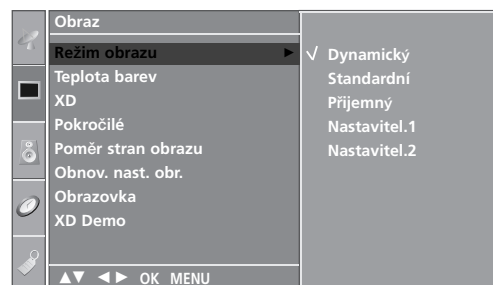 Obraz
Režim obrazu ►
Teplota barev
XD
Pokročilé
Poměr stran obrazu
Obnov. nast. obr.
Obrazovka
XD Demo
▲▼ ◄► OK MENU
√ Dynamický
Standardní
Přijemný
Nastavitel.1
Nastavitel.2